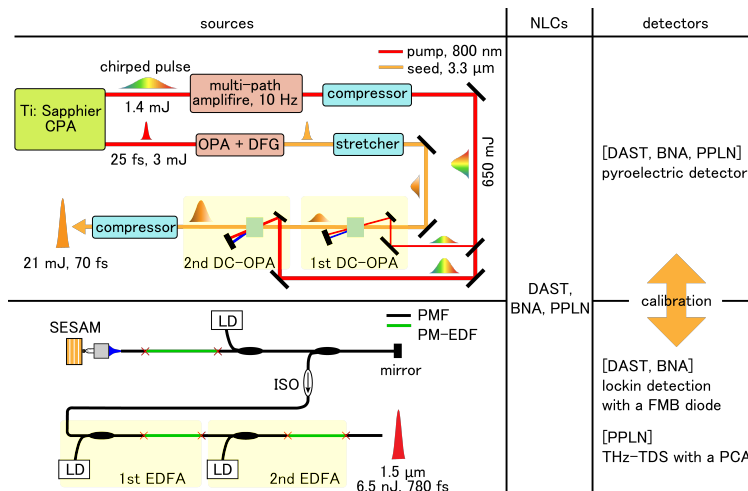 sources
NLCs
detectors
pump, 800 nm
seed, 3.3 μm
chirped pulse
1.4 mJ
multi-path
amplifire, 10 Hz
compressor
Ti: Sapphier
CPA
25 fs, 3 mJ
OPA + DFG
stretcher
650 mJ
compressor
21 mJ, 70 fs
2nd DC-OPA
1st DC-OPA
[DAST, BNA, PPLN]
pyroelectric detector
DAST,
BNA, PPLN
calibration
PMF
PM-EDF
SESAM
LD
mirror
ISO
LD
LD
1st EDFA
2nd EDFA
1.5 μm
6.5 nJ, 780 fs
[DAST, BNA]
lockin detection
with a FMB diode
[PPLN]
THz-TDS with a PCA